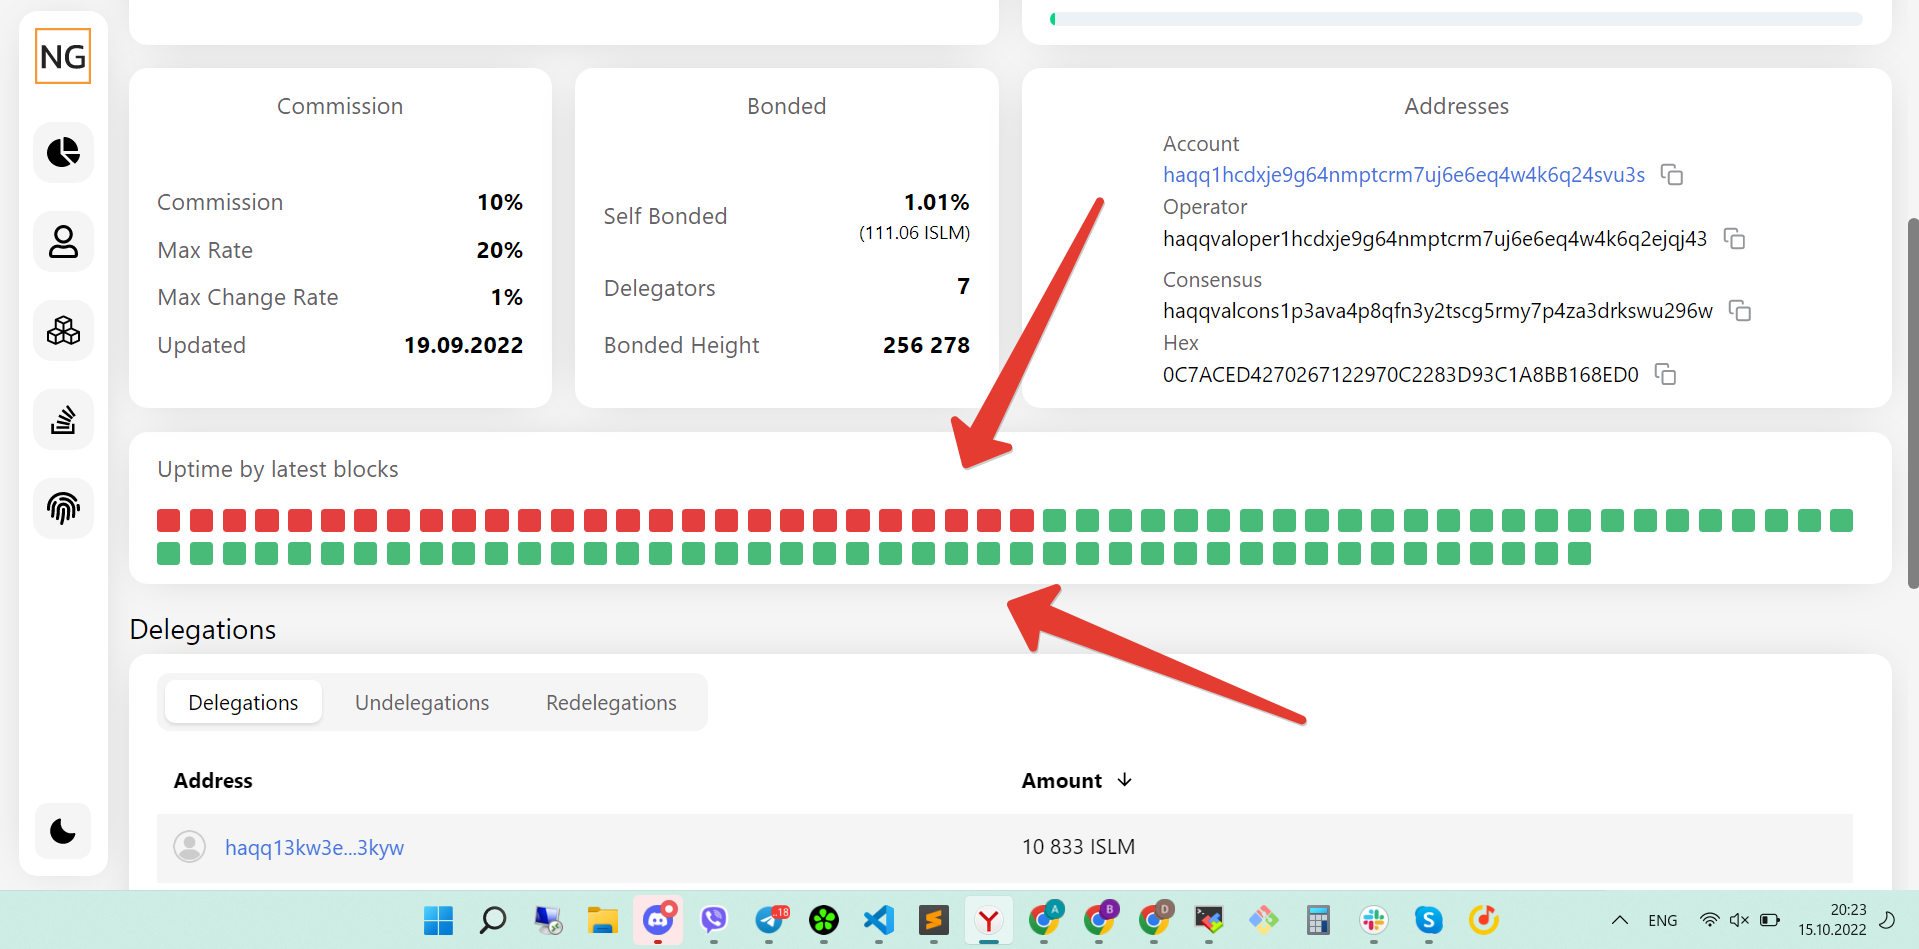 NG
Commission
Commission 10%
Max Rate 20%
Max Change Rate 1%
Updated 19.09.2022
Bonded
Self Bonded 1.01%
(111.06 ISLM)
Delegators 7
Bonded Height 256 278
Addresses
Account
haqq1hcdxje9g64nmptcrm7uj6e6eq4w4k6q24svu3s
Operator
haqqvaloper1hcdxje9g64nmptcrm7uj6e6eq4w4k6q2ejqj43
Consensus
haqqvalcons1p3ava4p8qfn3y2tscg5rmy7p4za3drkswu296w
Hex
0C7ACED4270267122970C2283D93C1A8BB168ED0
Uptime by latest blocks
Delegations
Delegations Undelegations Redelegations
Address Amount
haqq13kw3e...3kyw 10 833 ISLM
.18
A
B
D
ENG
20:23
15.10.2022